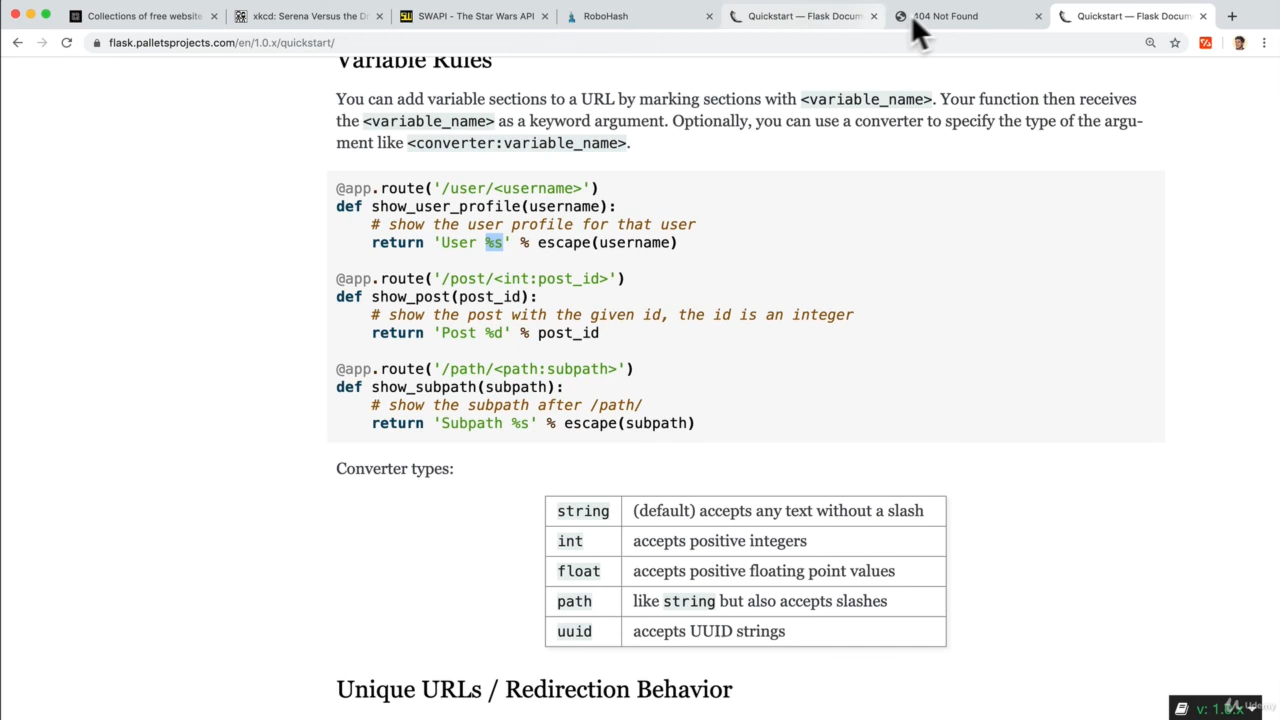 Collections of free website
xkcd: Serena Versus the Dr
SWAPI - The Star Wars API
RoboHash
Quickstart — Flask Docum
404 Not Found
Quickstart — Flask Docum
flask.palletsprojects.com/en/1.0.x/quickstart/
Variable Rules
You can add variable sections to a URL by marking sections with <variable_name>. Your function then receives
the <variable_name> as a keyword argument. Optionally, you can use a converter to specify the type of the argu-
ment like <converter:variable_name>.
@app.route('/user/<username>')
def show_user_profile(username):
    # show the user profile for that user
    return 'User %s' % escape(username)
@app.route('/post/<int:post_id>')
def show_post(post_id):
    # show the post with the given id, the id is an integer
    return 'Post %d' % post_id
@app.route('/path/<path:subpath>')
def show_subpath(subpath):
    # show the subpath after /path/
    return 'Subpath %s' % escape(subpath)
Converter types:
string (default) accepts any text without a slash
int accepts positive integers
float accepts positive floating point values
path like string but also accepts slashes
uuid accepts UUID strings
Unique URLs / Redirection Behavior
v: 1.0.x
Udemy